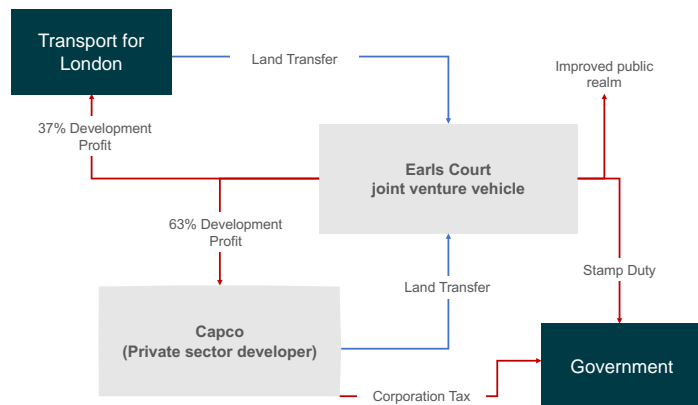 Transport for
London
Land Transfer
Improved public
realm
37% Development
Profit
Earls Court
joint venture vehicle
63% Development
Profit
Stamp Duty
Land Transfer
Capco
(Private sector developer)
Government
Corporation Tax